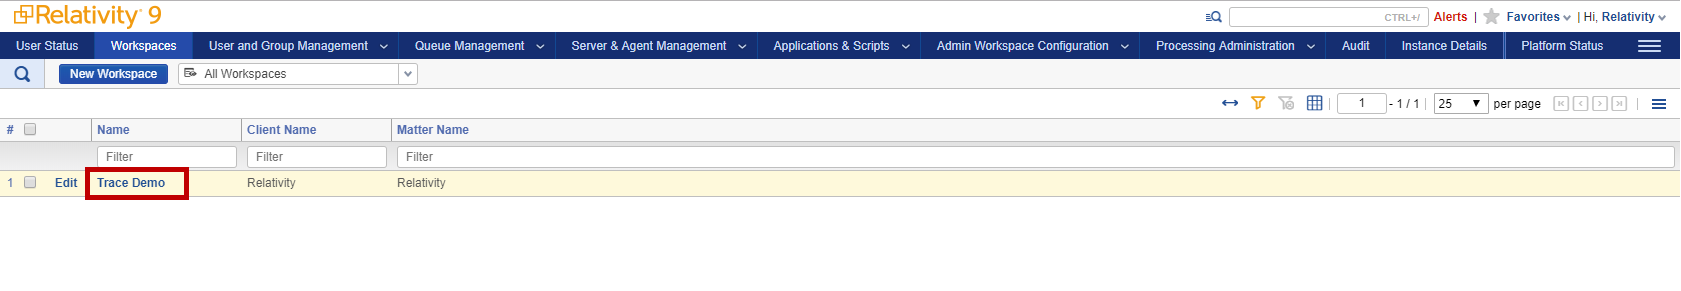 Relativity 9 CTRL+/ Alerts | Favorites | Hi, Relativity
User Status Workspaces User and Group Management Queue Management Server & Agent Management Applications & Scripts Admin Workspace Configuration Processing Administration Audit Instance Details Platform Status
New Workspace All Workspaces
1 - 1 / 1 25 per page
# Name Client Name Matter Name
Filter Filter Filter
1 Edit Trace Demo Relativity Relativity